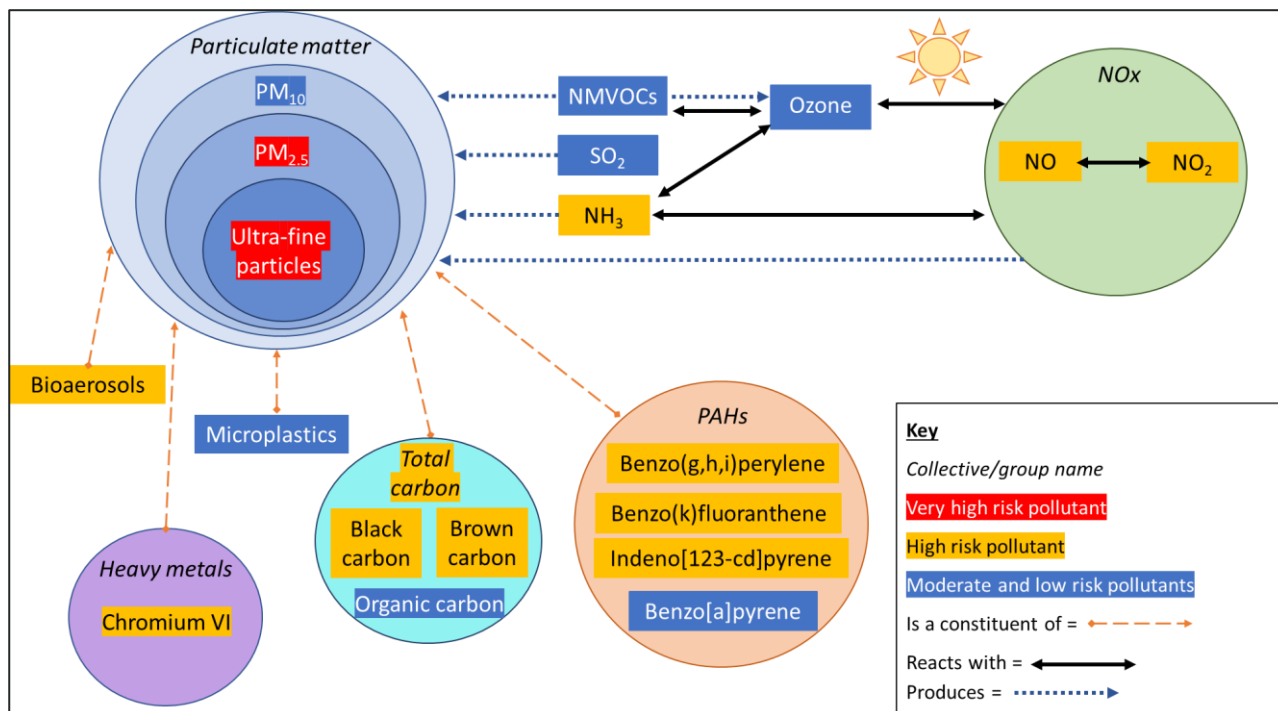 Particulate matter
PM10
PM2.5
Ultra-fine
particles
NMVOCs
SO2
NH3
Ozone
NOx
NO
NO2
Bioaerosols
Microplastics
Heavy metals
Chromium VI
Total
carbon
Black
carbon
Brown
carbon
Organic carbon
PAHs
Benzo(g,h,i)perylene
Benzo(k)fluoranthene
Indeno[123-cd]pyrene
Benzo[a]pyrene
Key
Collective/group name
Very high risk pollutant
High risk pollutant
Moderate and low risk pollutants
Is a constituent of =
Reacts with =
Produces =